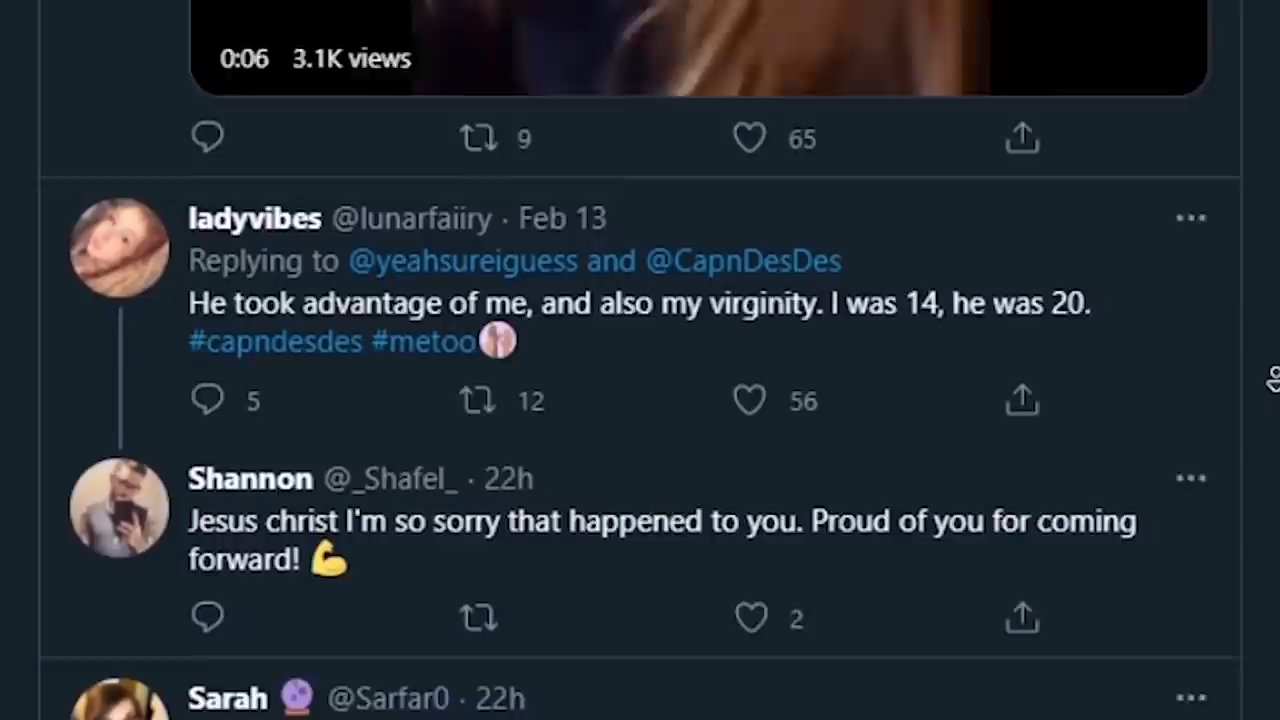 0:06 3.1K views
9 65
ladyvibes @lunarfaiiry · Feb 13
Replying to @yeahsureiguess and @CapnDesDes
He took advantage of me, and also my virginity. I was 14, he was 20.
#capndesdes #metoo
5 12 56
Shannon @_Shafel_ · 22h
Jesus christ I'm so sorry that happened to you. Proud of you for coming
forward! 💪
2
Sarah 🔮 @Sarfar0 · 22h